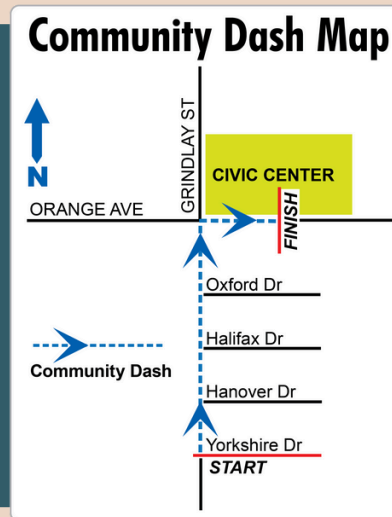 Community Dash Map
GRINDLAY ST
N
CIVIC CENTER
ORANGE AVE
FINISH
Oxford Dr
Halifax Dr
Community Dash
Hanover Dr
Yorkshire Dr
START